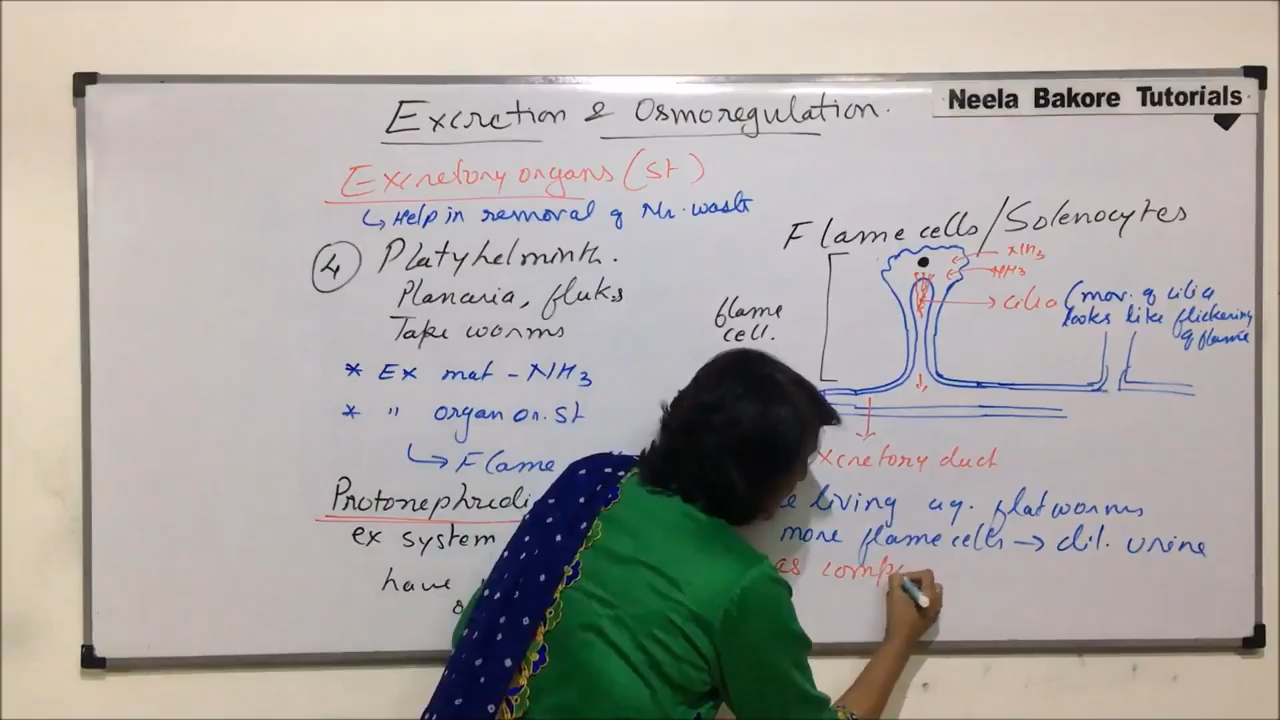 Neela Bakore Tutorials
Excretion & Osmoregulation.
Excretory organs (st)
↳ Help in removal of Nr. waste
4 Platyhelminth.
Planaria, flukes
Tape worms
* Ex mat - NH3
* " organ or. st
↳ Flame
Protonephridi
ex system
have
Flame cells/Solenocytes
NH3
NH3
→ cilia (mov. of cilia
looks like flickering
of flame
flame
cell.
xcretory duct
e living aq. flatworms
more flame cells → dil. urine
as comp